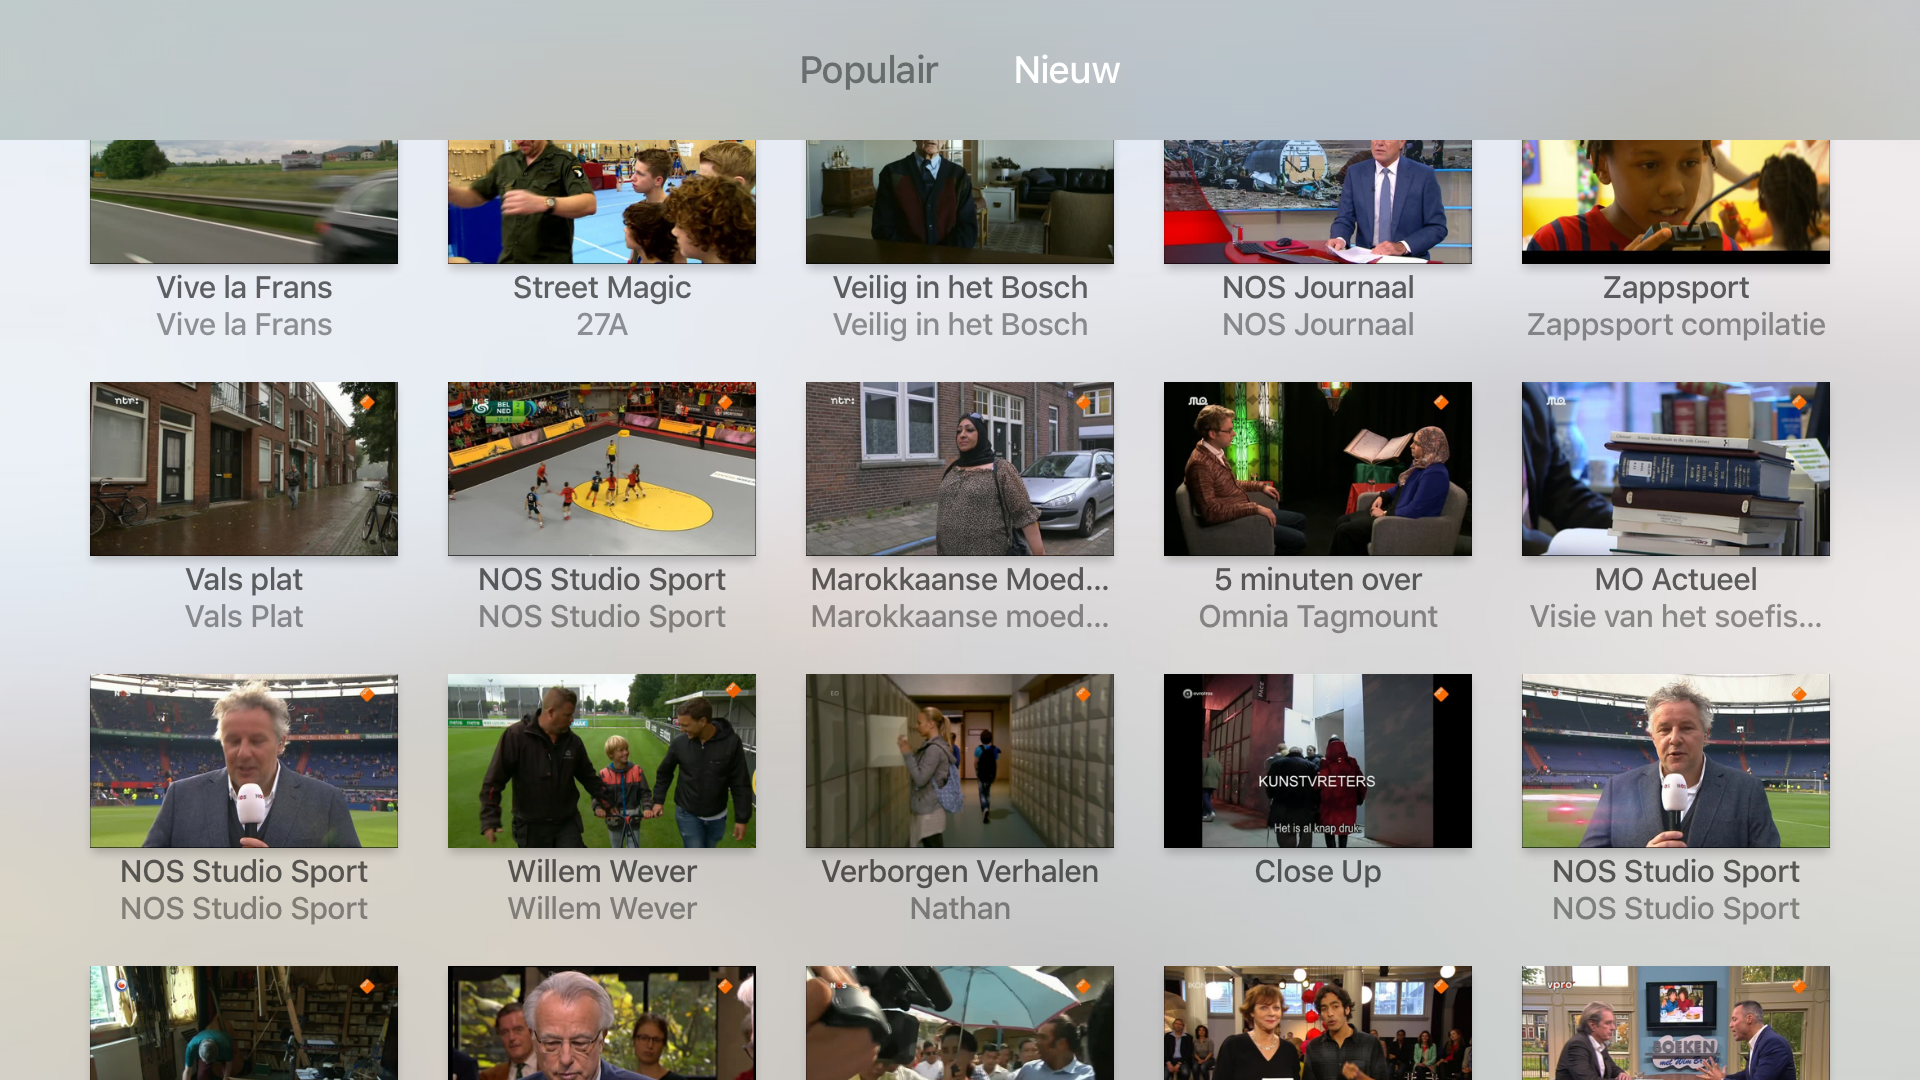 Populair Nieuw
Vive la Frans
Vive la Frans
Street Magic
27A
Veilig in het Bosch
Veilig in het Bosch
NOS Journaal
NOS Journaal
Zappsport
Zappsport compilatie
ntr:
Vals plat
Vals Plat
NOS
BEL
NED
NOS Studio Sport
NOS Studio Sport
ntr:
Marokkaanse Moed...
Marokkaanse moed...
MO
5 minuten over
Omnia Tagmount
MO
MO Actueel
Visie van het soefis...
NOS
NOS Studio Sport
NOS Studio Sport
Willem Wever
Willem Wever
EO
Verborgen Verhalen
Nathan
KUNSTVRETERS
Het is al knap druk
Close Up
NOS Studio Sport
NOS Studio Sport
NOS
IKON
vpro
BOEKEN